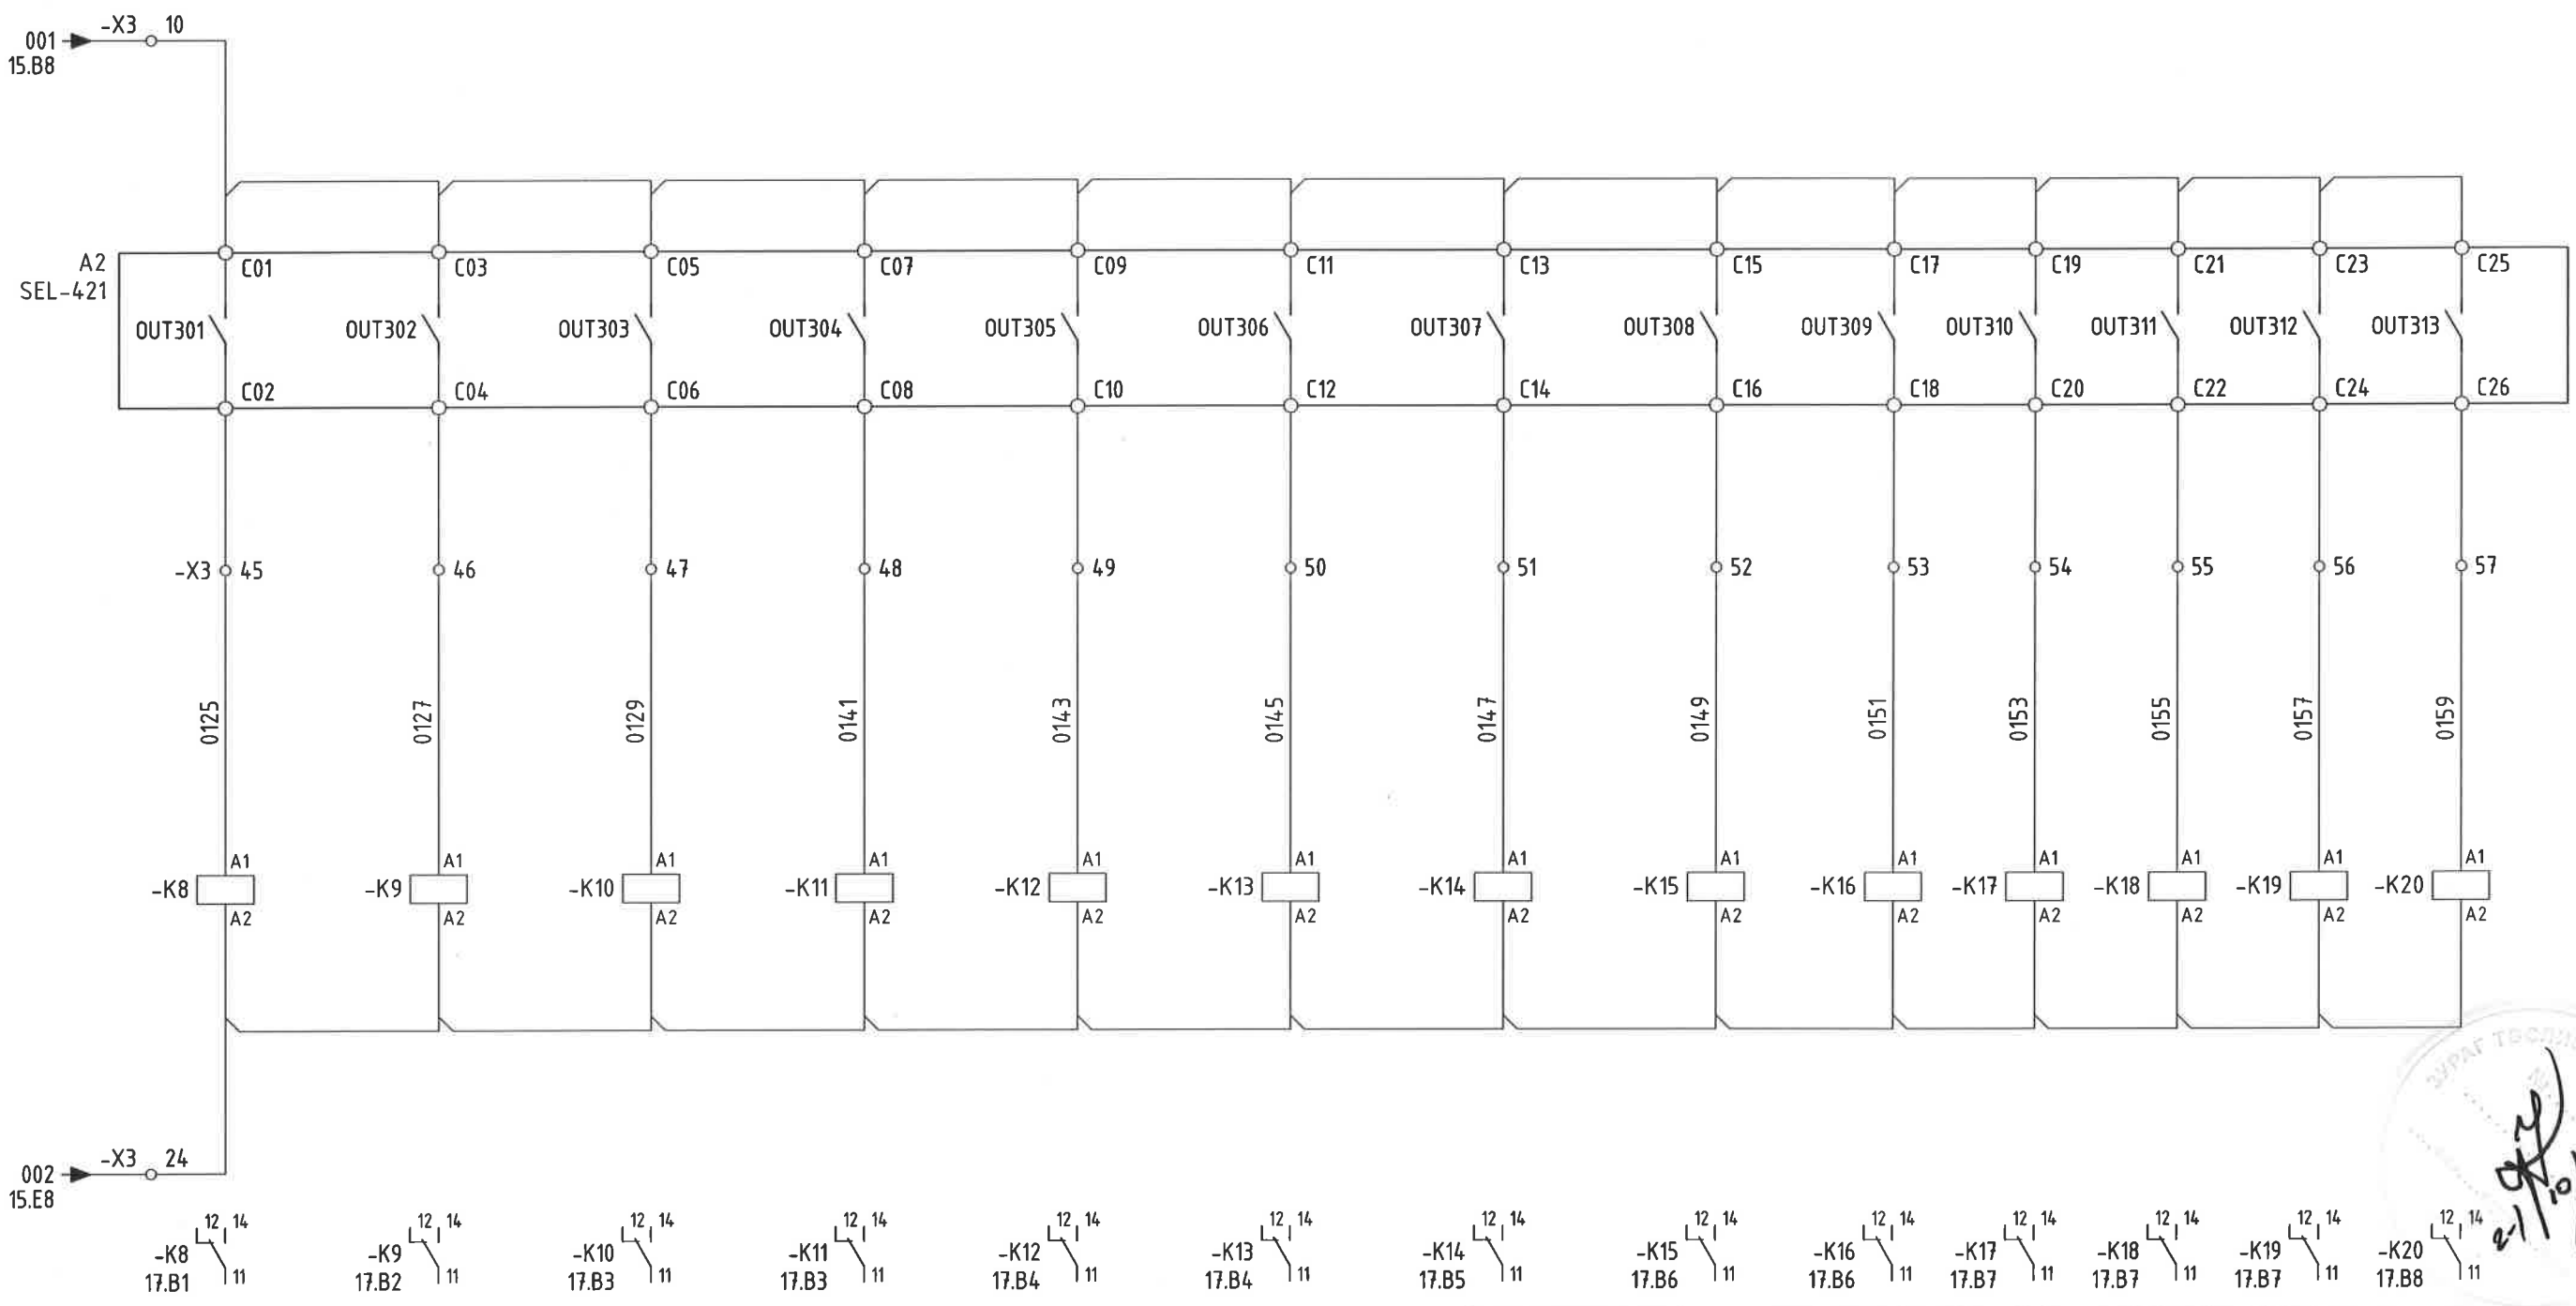 -X3 10
001
15.B8
A2
SEL-421
C01 C03 C05 C07 C09 C11 C13 C15 C17 C19 C21 C23 C25
OUT301 OUT302 OUT303 OUT304 OUT305 OUT306 OUT307 OUT308 OUT309 OUT310 OUT311 OUT312 OUT313
C02 C04 C06 C08 C10 C12 C14 C16 C18 C20 C22 C24 C26
-X3 45 46 47 48 49 50 51 52 53 54 55 56 57
0125 0127 0129 0141 0143 0145 0147 0149 0151 0153 0155 0157 0159
A1 A1 A1 A1 A1 A1 A1 A1 A1 A1 A1 A1 A1
-K8 -K9 -K10 -K11 -K12 -K13 -K14 -K15 -K16 -K17 -K18 -K19 -K20
A2 A2 A2 A2 A2 A2 A2 A2 A2 A2 A2 A2 A2
ЗУРАГ
-X3 24
002
15.E8
12 14 12 14 12 14 12 14 12 14 12 14 12 14 12 14 12 14 12 14 12 14 12 14 12 14
-K8 -K9 -K10 -K11 -K12 -K13 -K14 -K15 -K16 -K17 -K18 -K19 -K20
11 11 11 11 11 11 11 11 11 11 11 11 11
17.B1 17.B2 17.B3 17.B3 17.B4 17.B4 17.B5 17.B6 17.B6 17.B7 17.B7 17.B7 17.B8